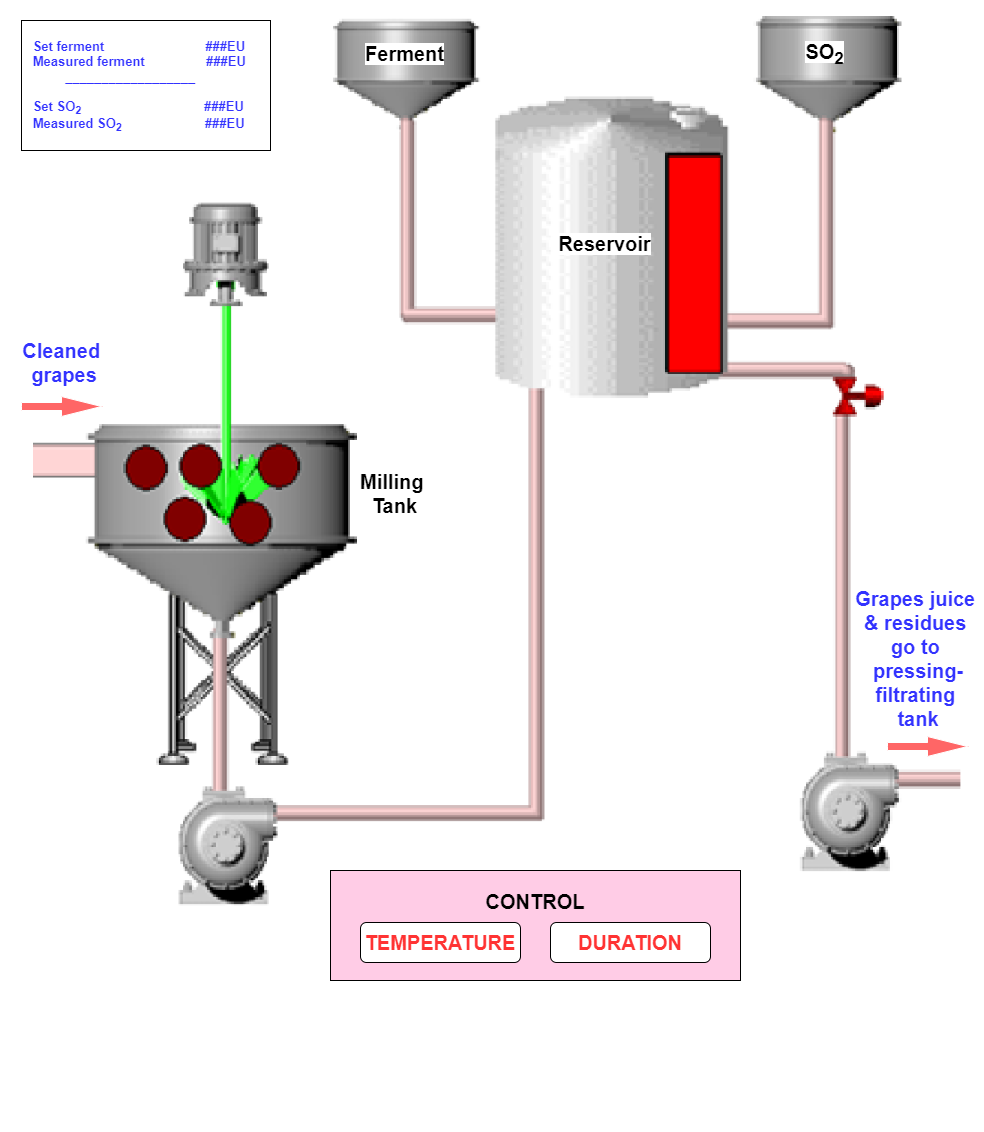 Set ferment ###EU
Measured ferment ###EU
Set SO₂ ###EU
Measured SO₂ ###EU
Ferment
SO₂
Reservoir
Cleaned
grapes
Milling
Tank
Grapes juice
& residues
go to
pressing-
filtrating
tank
CONTROL
TEMPERATURE DURATION